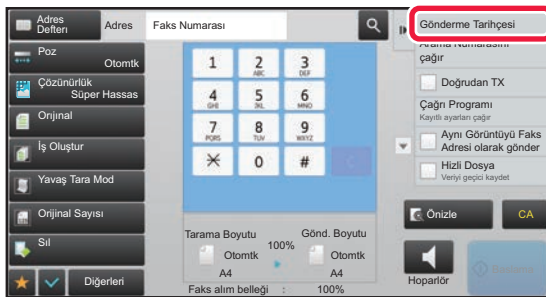 Adres
Defteri
Adres
Faks Numarası
Poz
Otomtk
Çözünürlük
Süper Hassas
Orijinal
İş Oluştur
Yavaş Tara Mod
Orijinal Sayısı
Sil
Diğerleri
1
2
ABC
3
DEF
4
GHI
5
JKL
6
MNO
7
PQRS
8
TUV
9
WXYZ
0
#
C
Tarama Boyutu
100%
Gönd. Boyutu
Otomtk
A4
Otomtk
A4
Faks alım belleği : 100%
Gönderme Tarihçesi
Arama Numarasını
çağır
Doğrudan TX
Çağrı Programı
Kayıtlı ayarları çağır
Aynı Görüntüyü Faks
Adresi olarak gönder
Hizli Dosya
Veriyi geçici kaydet
Önizle
CA
Hoparlör